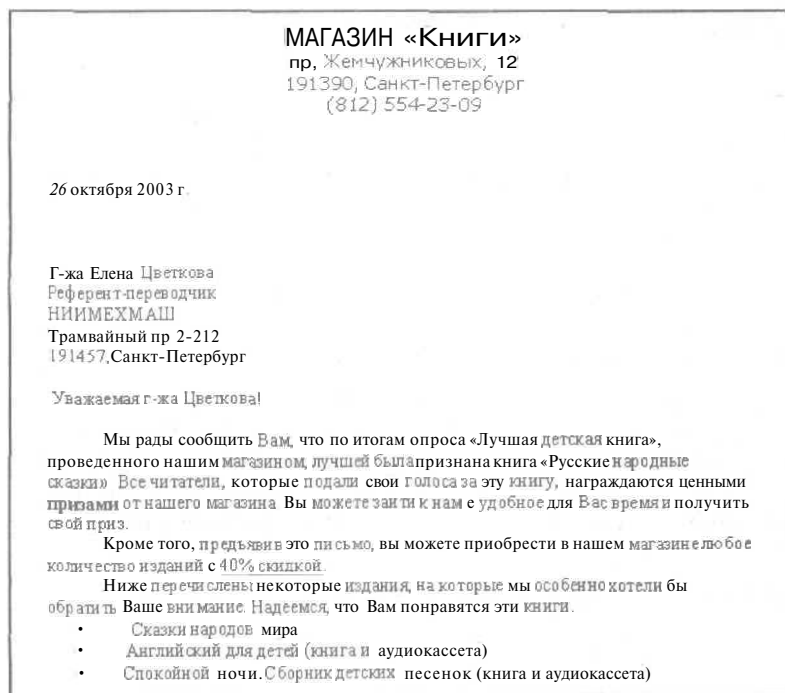 МАГАЗИН «Книги»
пр, Жемчужниковых, 12
191390, Санкт-Петербург
(812) 554-23-09
26 октября 2003 г.
Г-жа Елена Цветкова
Референт-переводчик
НИИМЕХМАШ
Трамвайный пр 2-212
191457, Санкт-Петербург
Уважаемая г-жа Цветкова!
Мы рады сообщить Вам, что по итогам опроса «Лучшая детская книга»,
проведенного нашим магазином, лучшей была признана книга «Русские народные
сказки» Все читатели, которые подали свои голоса за эту книгу, награждаются ценными
призами от нашего магазина Вы можете зайти к нам е удобное для Вас время и получить
свой приз.
Кроме того, предъявив это письмо, вы можете приобрести в нашем магазине любое
количество изданий с 40% скидкой.
Ниже перечислены некоторые издания, на которые мы особенно хотели бы
обратить Ваше внимание. Надеемся, что Вам понравятся эти книги.
• Сказки народов мира
• Английский для детей (книга и аудиокассета)
• Спокойной ночи. Сборник детских песенок (книга и аудиокассета)